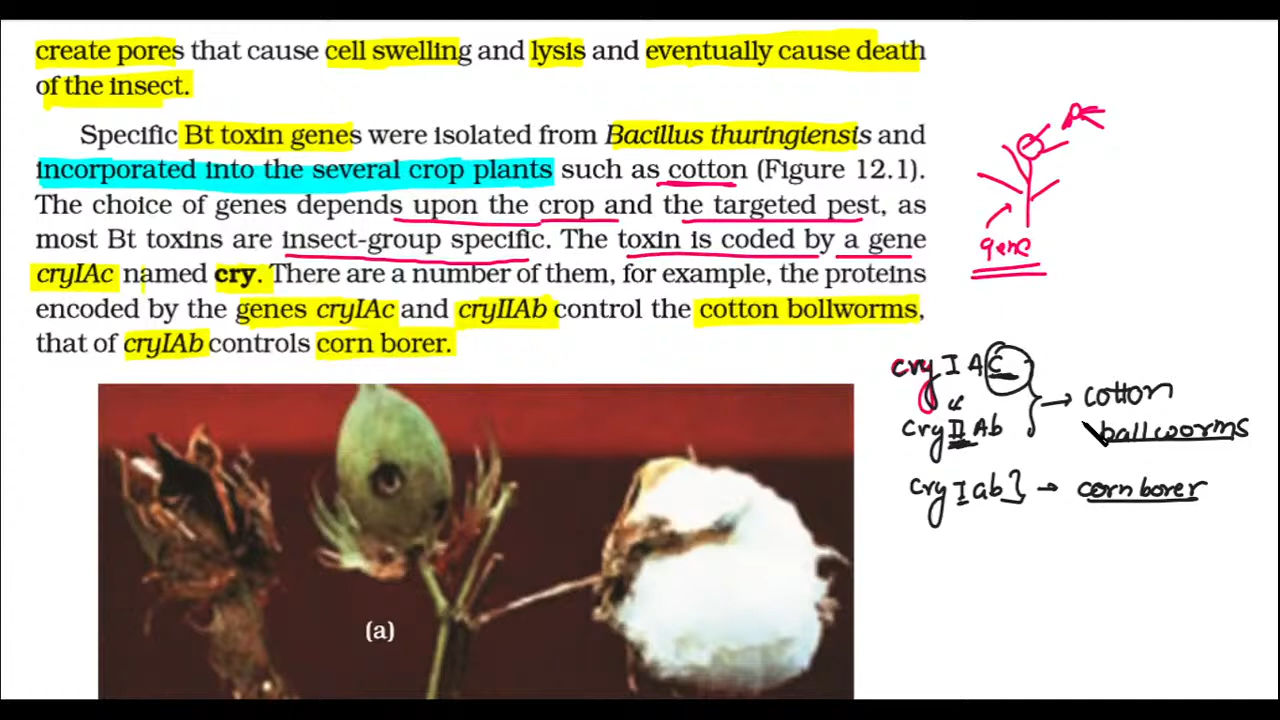 create pores that cause cell swelling and lysis and eventually cause death
of the insect.
Specific Bt toxin genes were isolated from Bacillus thuringiensis and
incorporated into the several crop plants such as cotton (Figure 12.1).
The choice of genes depends upon the crop and the targeted pest, as
most Bt toxins are insect-group specific. The toxin is coded by a gene
cryIAc named cry. There are a number of them, for example, the proteins
encoded by the genes cryIAc and cryIIAb control the cotton bollworms,
that of cryIAb controls corn borer.
gene
cry I A C
cry II Ab
cotton
ballworms
cry I ab] → corn borer
(a)